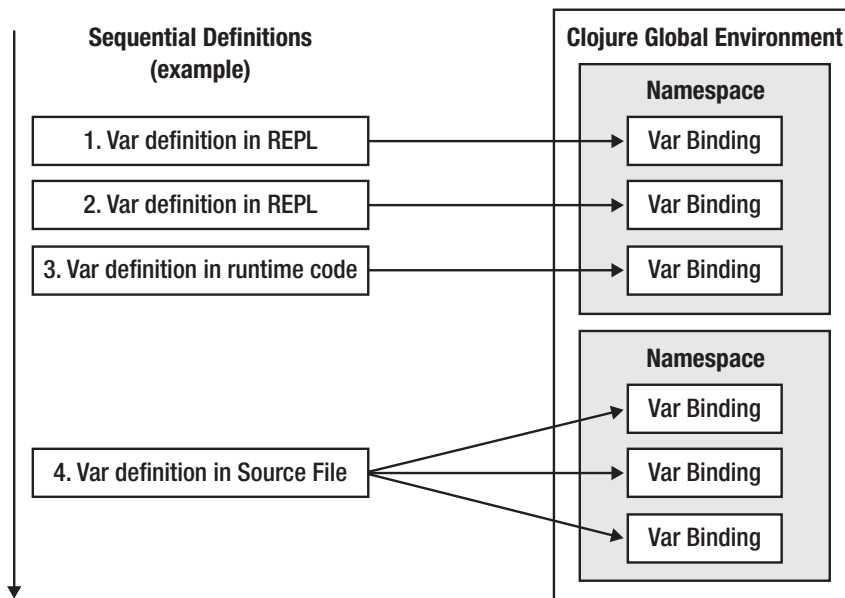 Sequential Definitions
(example)
1. Var definition in REPL
2. Var definition in REPL
3. Var definition in runtime code
4. Var definition in Source File
Clojure Global Environment
Namespace
Var Binding
Var Binding
Var Binding
Namespace
Var Binding
Var Binding
Var Binding